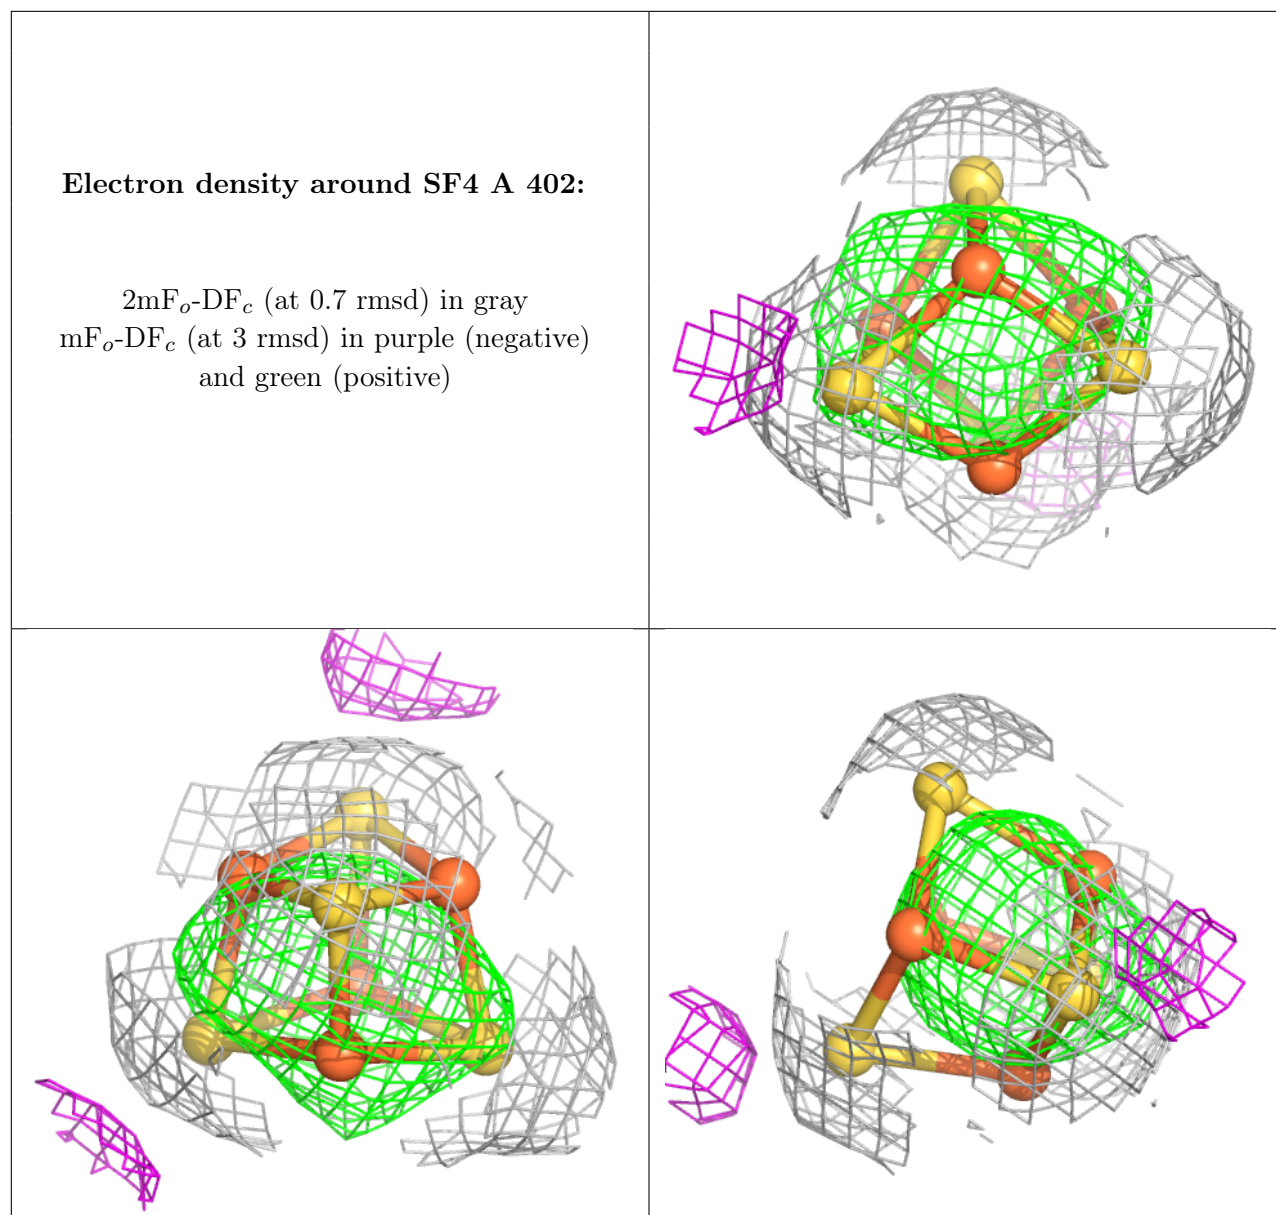 Electron density around SF4 A 402:
2mFₒ-DF𝒸 (at 0.7 rmsd) in gray
mFₒ-DF𝒸 (at 3 rmsd) in purple (negative)
and green (positive)